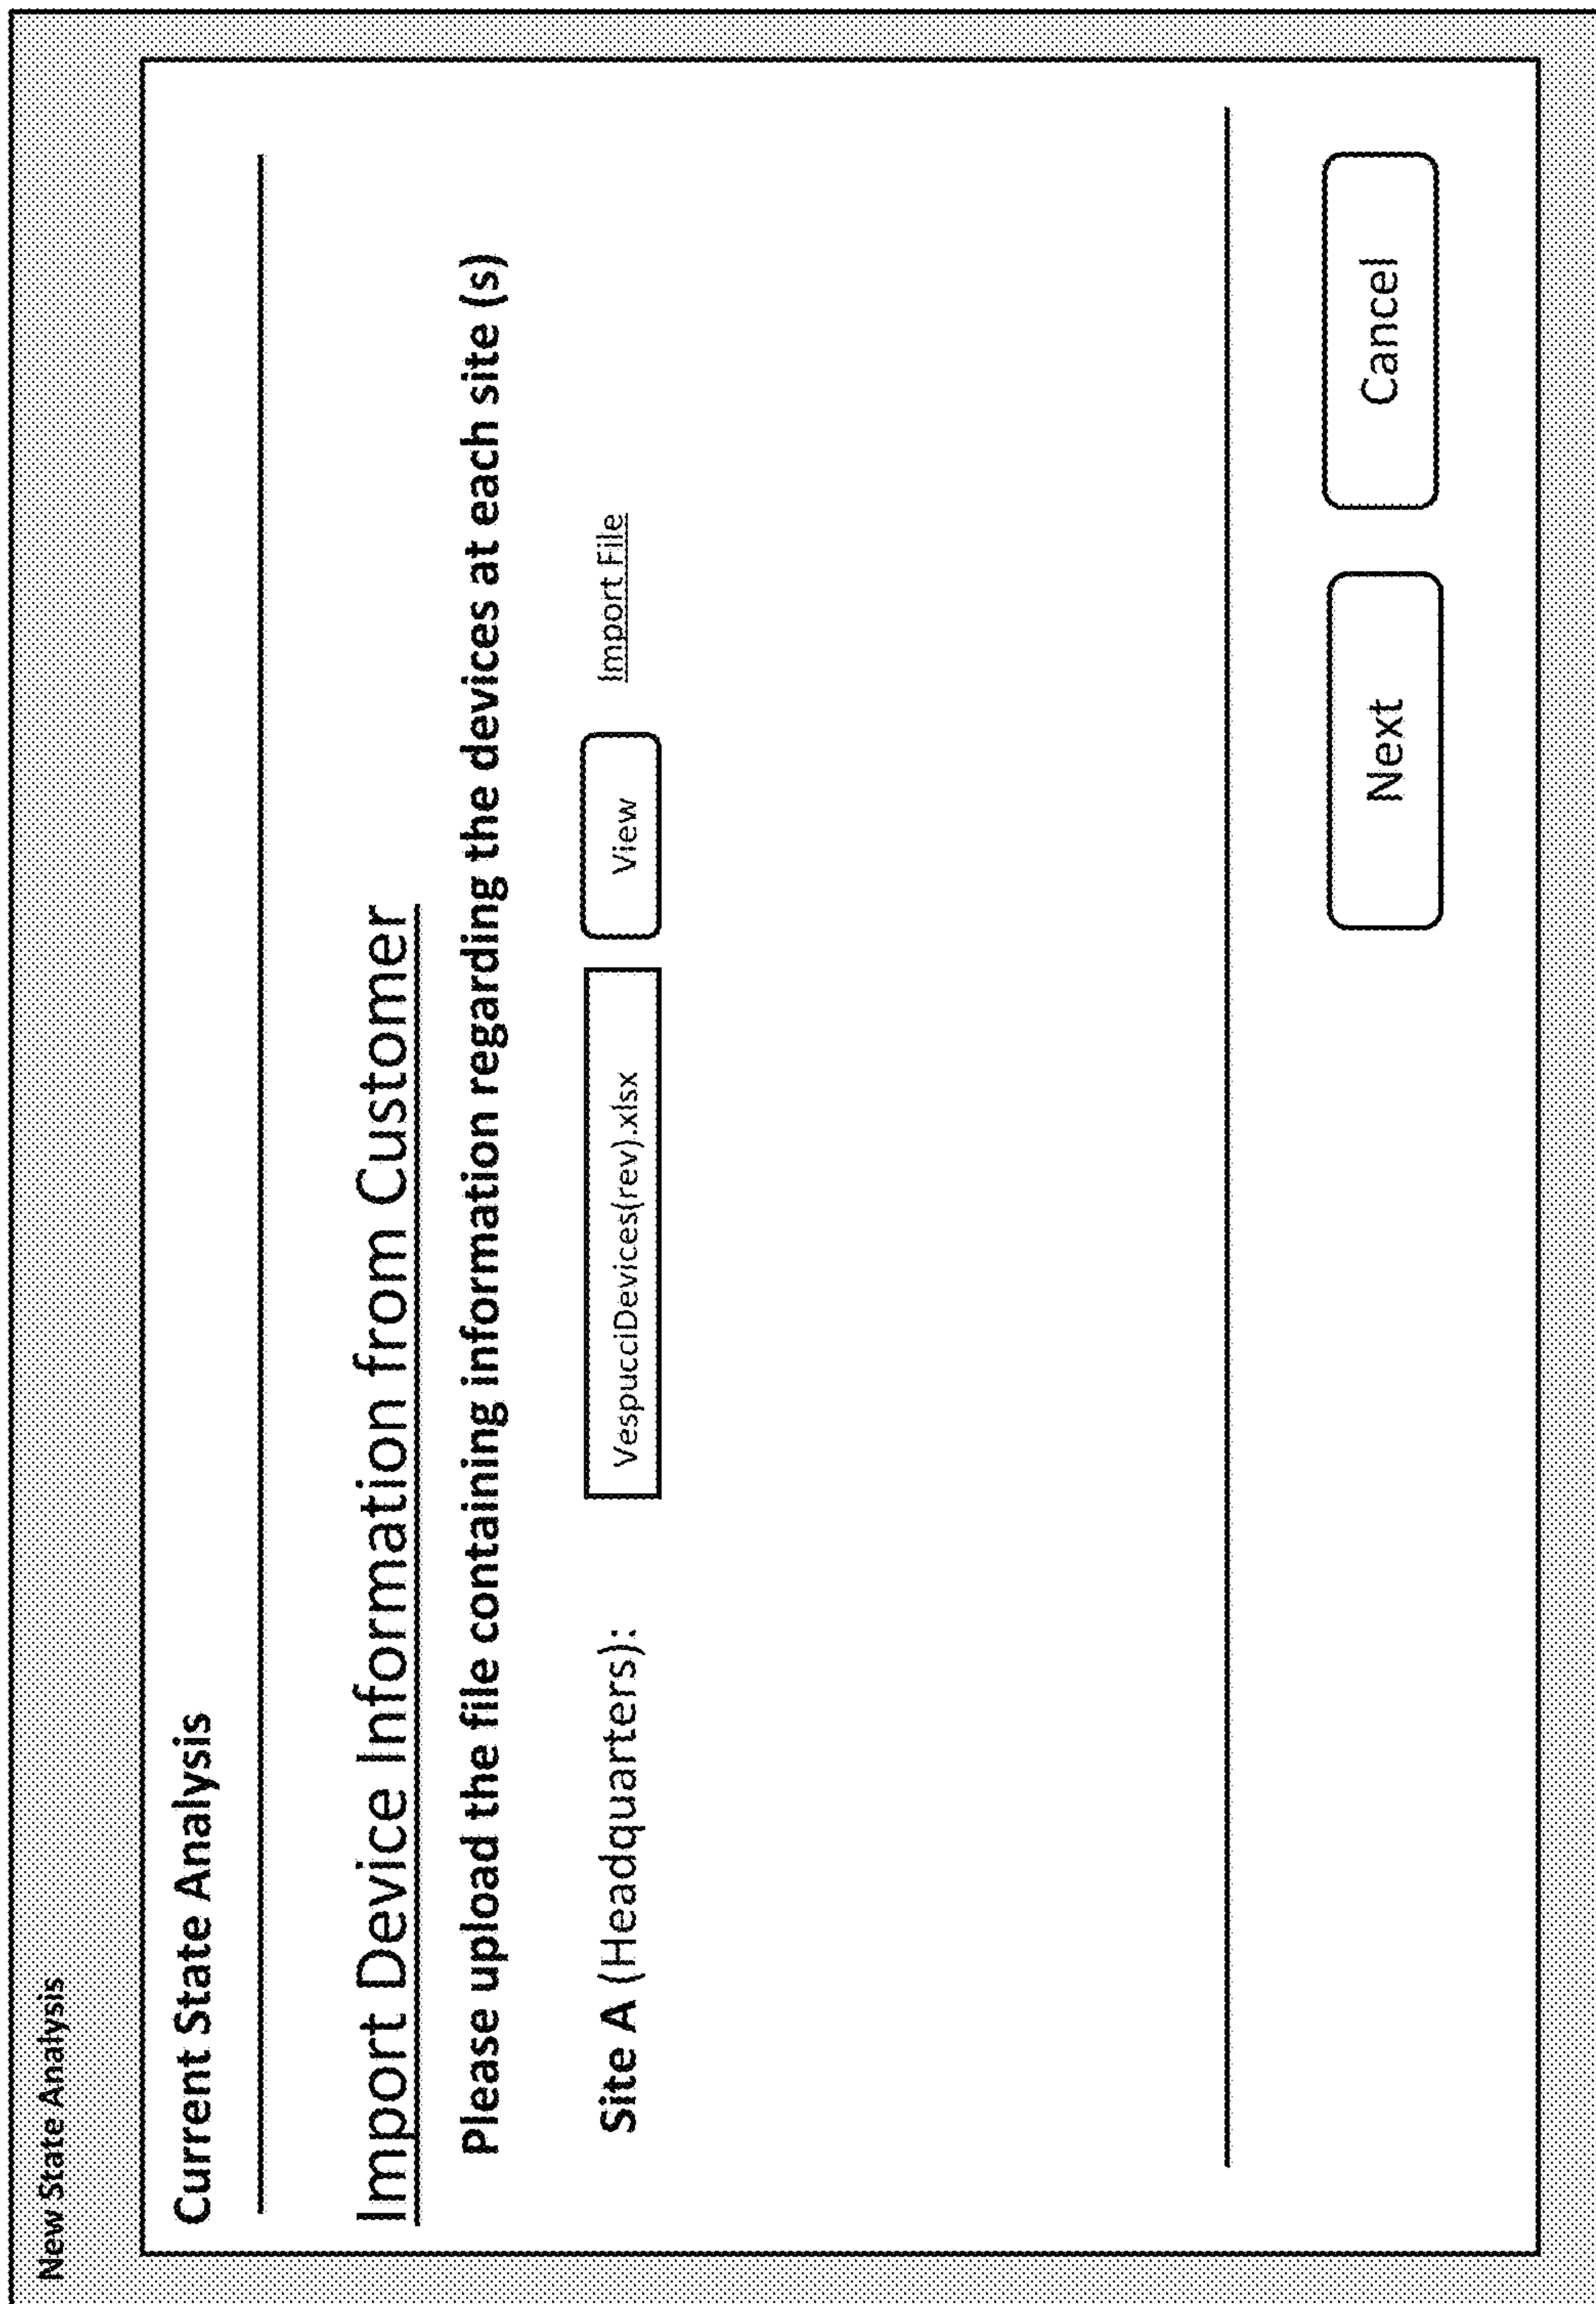 New State Analysis
Current State Analysis
Import Device Information from Customer
Please upload the file containing information regarding the devices at each site (s)
Site A (Headquarters): VespucciDevices(rev).xlsx View Import File
Next Cancel